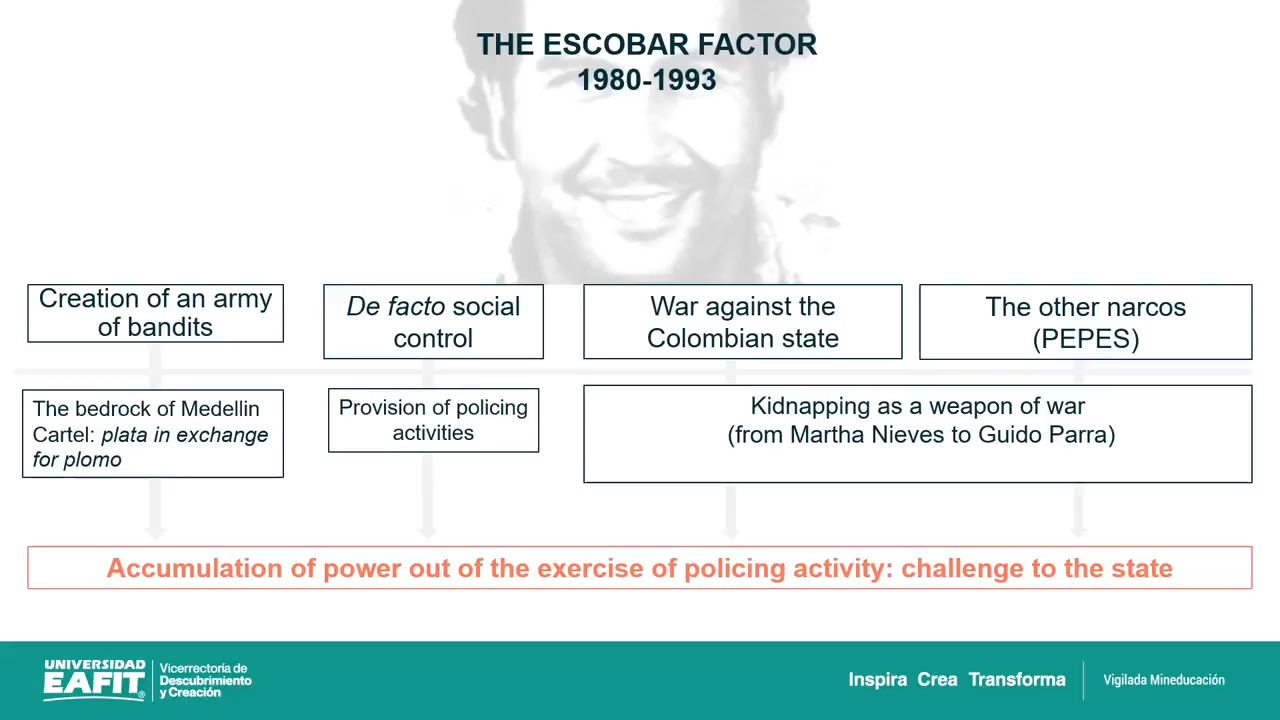 THE ESCOBAR FACTOR
1980-1993
Creation of an army
of bandits
De facto social
control
War against the
Colombian state
The other narcos
(PEPES)
The bedrock of Medellin
Cartel: plata in exchange
for plomo
Provision of policing
activities
Kidnapping as a weapon of war
(from Martha Nieves to Guido Parra)
Accumulation of power out of the exercise of policing activity: challenge to the state
UNIVERSIDAD
EAFIT®
Vicerrectoría de
Descubrimiento
y Creación
Inspira Crea Transforma
Vigilada Mineducación